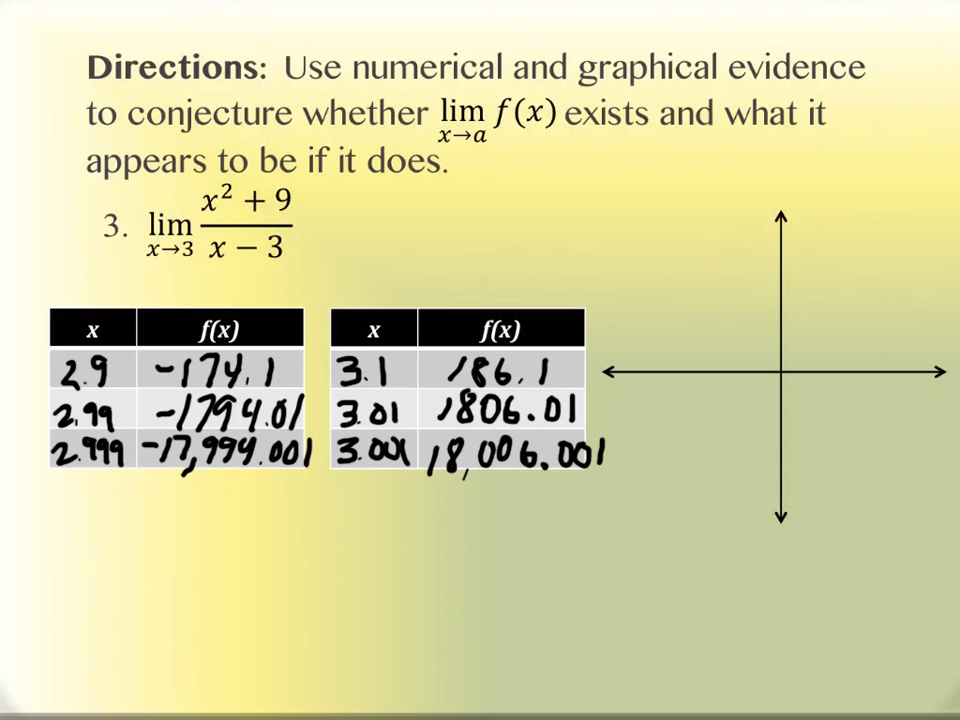 Directions: Use numerical and graphical evidence
to conjecture whether lim x→a f(x) exists and what it
appears to be if it does.
3. lim x→3 (x² + 9)/(x − 3)
x f(x) x f(x)
2.9 -174.1 3.1 186.1
2.99 -1794.01 3.01 1806.01
2.999 -17,994.001 3.001 18,006.001